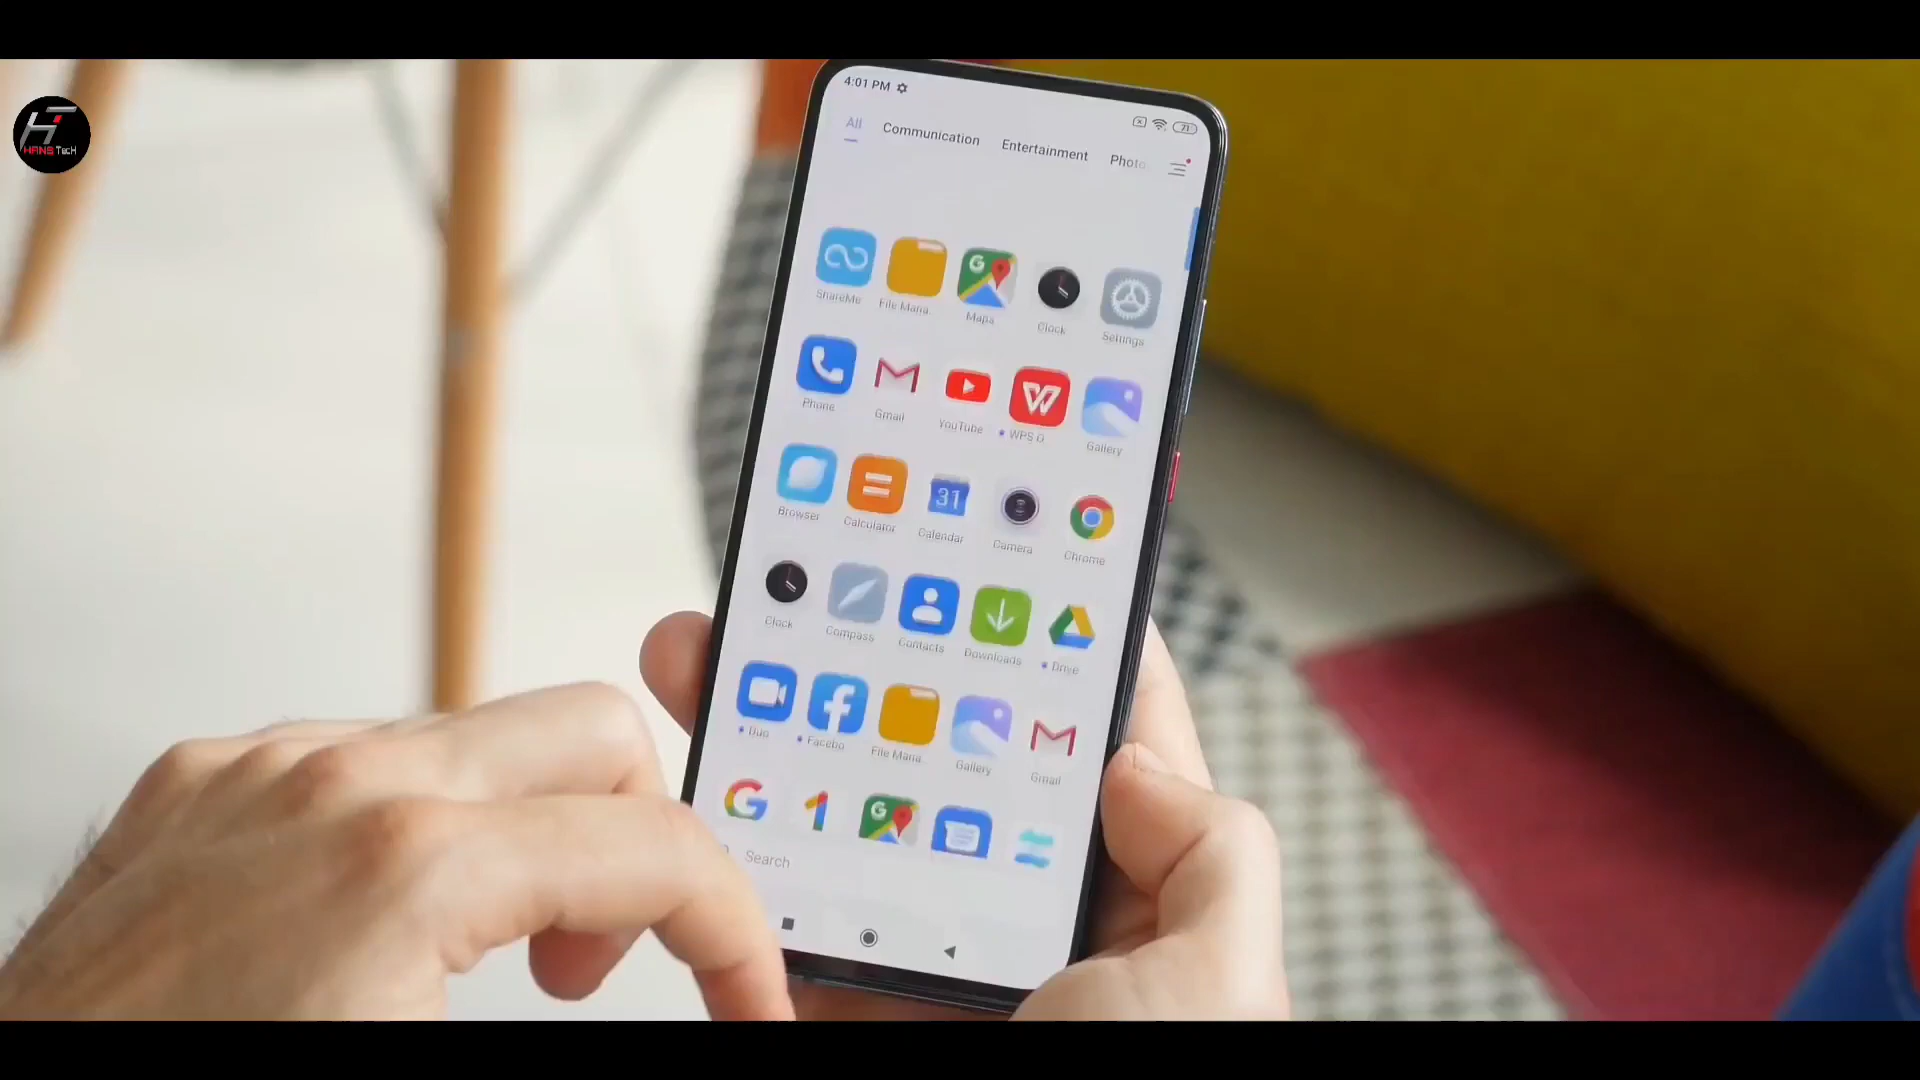 HT
HANS TecH
4:01 PM
71
All Communication Entertainment Photo
ShareMe File Mana.. Maps Clock Settings
Phone Gmail YouTube WPS O Gallery
31
Browser Calculator Calendar Camera Chrome
Clock Compass Contacts Downloads Drive
Duo Facebo File Mana.. Gallery Gmail
Search